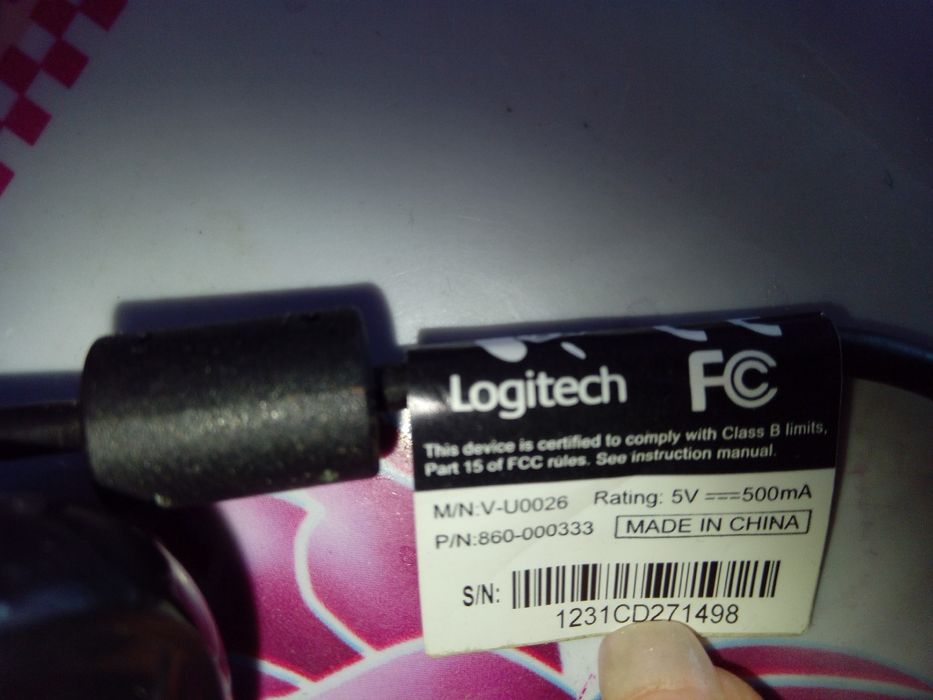 Logitech FC
This device is certified to comply with Class B limits,
Part 15 of FCC rules. See instruction manual.
M/N:V-U0026 Rating: 5V ⎓500mA
P/N:860-000333 MADE IN CHINA
S/N:
1231CD271498